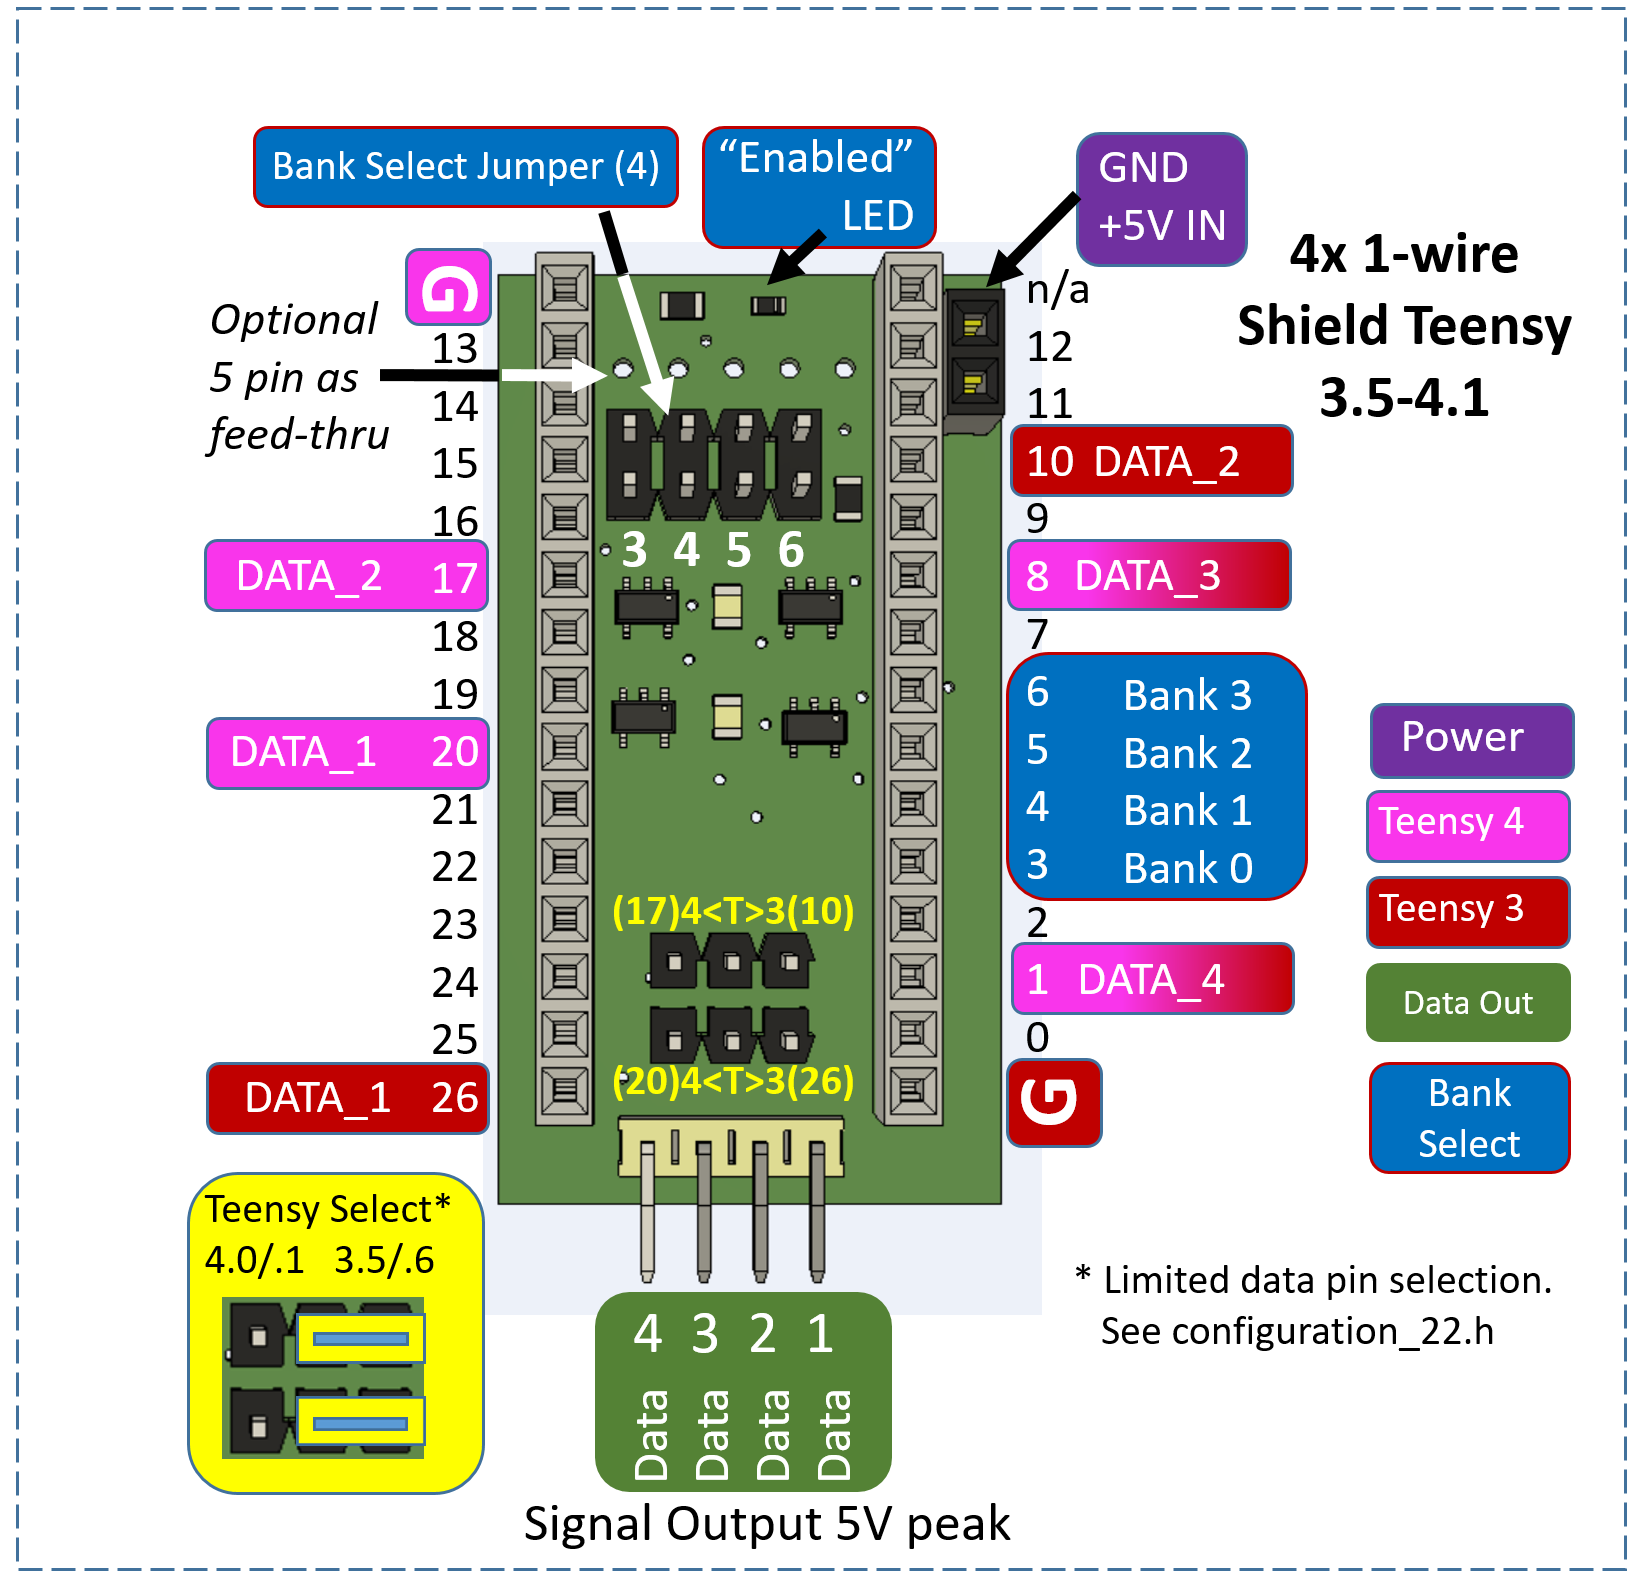 Bank Select Jumper (4)
“Enabled”
LED
GND
+5V IN
4x 1-wire
Shield Teensy
3.5-4.1
Optional
5 pin as
feed-thru
G
13
14
15
16
DATA_2 17
18
19
DATA_1 20
21
22
23
24
25
DATA_1 26
n/a
12
11
10 DATA_2
9
8 DATA_3
7
6 Bank 3
5 Bank 2
4 Bank 1
3 Bank 0
2
1 DATA_4
0
G
3 4 5 6
(17)4<T>3(10)
(20)4<T>3(26)
Power
Teensy 4
Teensy 3
Data Out
Bank
Select
Teensy Select*
4.0/.1 3.5/.6
4 3 2 1
Data Data Data Data
Signal Output 5V peak
* Limited data pin selection.
See configuration_22.h